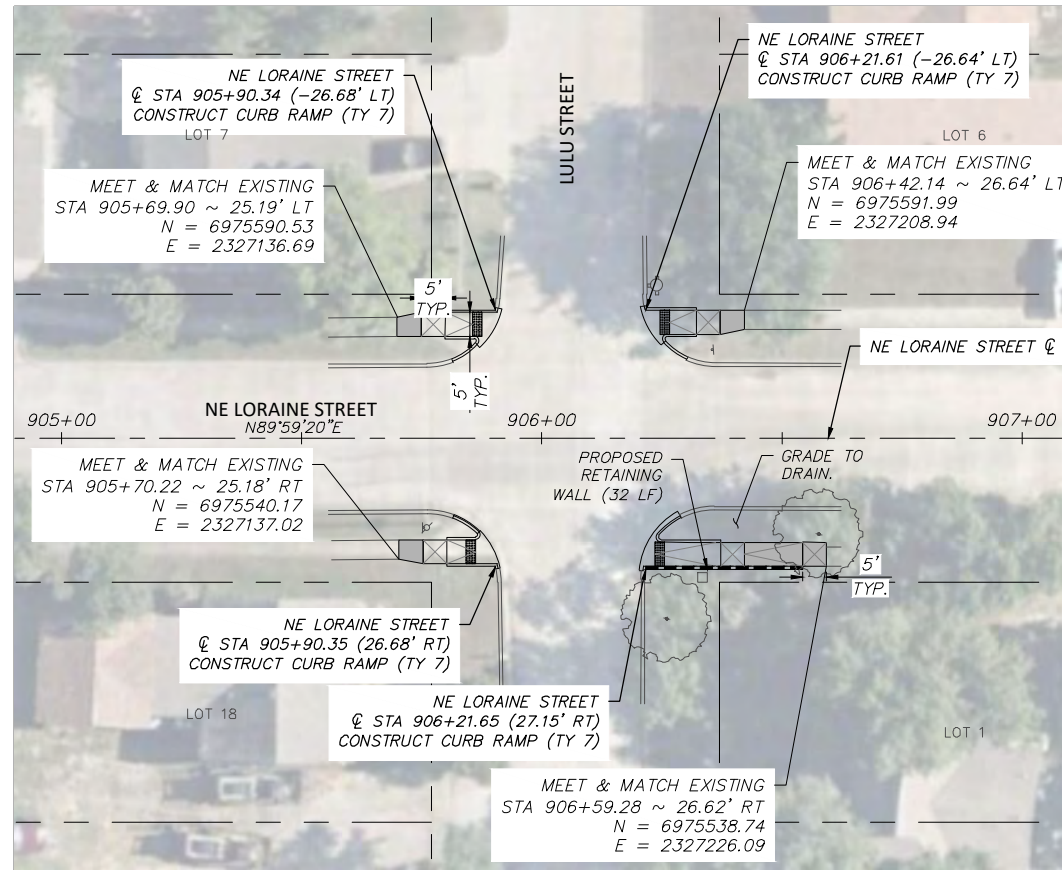 NE LORAINE STREET
℄ STA 905+90.34 (-26.68' LT)
CONSTRUCT CURB RAMP (TY 7)
LOT 7
LULU STREET
NE LORAINE STREET
℄ STA 906+21.61 (-26.64' LT)
CONSTRUCT CURB RAMP (TY 7)
LOT 6
MEET & MATCH EXISTING
STA 905+69.90 ~ 25.19' LT
N = 6975590.53
E = 2327136.69
MEET & MATCH EXISTING
STA 906+42.14 ~ 26.64' LT
N = 6975591.99
E = 2327208.94
5'
TYP.
5'
TYP.
NE LORAINE STREET ℄
NE LORAINE STREET
N89°59'20"E
905+00
906+00
907+00
MEET & MATCH EXISTING
STA 905+70.22 ~ 25.18' RT
N = 6975540.17
E = 2327137.02
PROPOSED
RETAINING
WALL (32 LF)
GRADE TO
DRAIN.
5'
TYP.
NE LORAINE STREET
℄ STA 905+90.35 (26.68' RT)
CONSTRUCT CURB RAMP (TY 7)
LOT 18
NE LORAINE STREET
℄ STA 906+21.65 (27.15' RT)
CONSTRUCT CURB RAMP (TY 7)
LOT 1
MEET & MATCH EXISTING
STA 906+59.28 ~ 26.62' RT
N = 6975538.74
E = 2327226.09